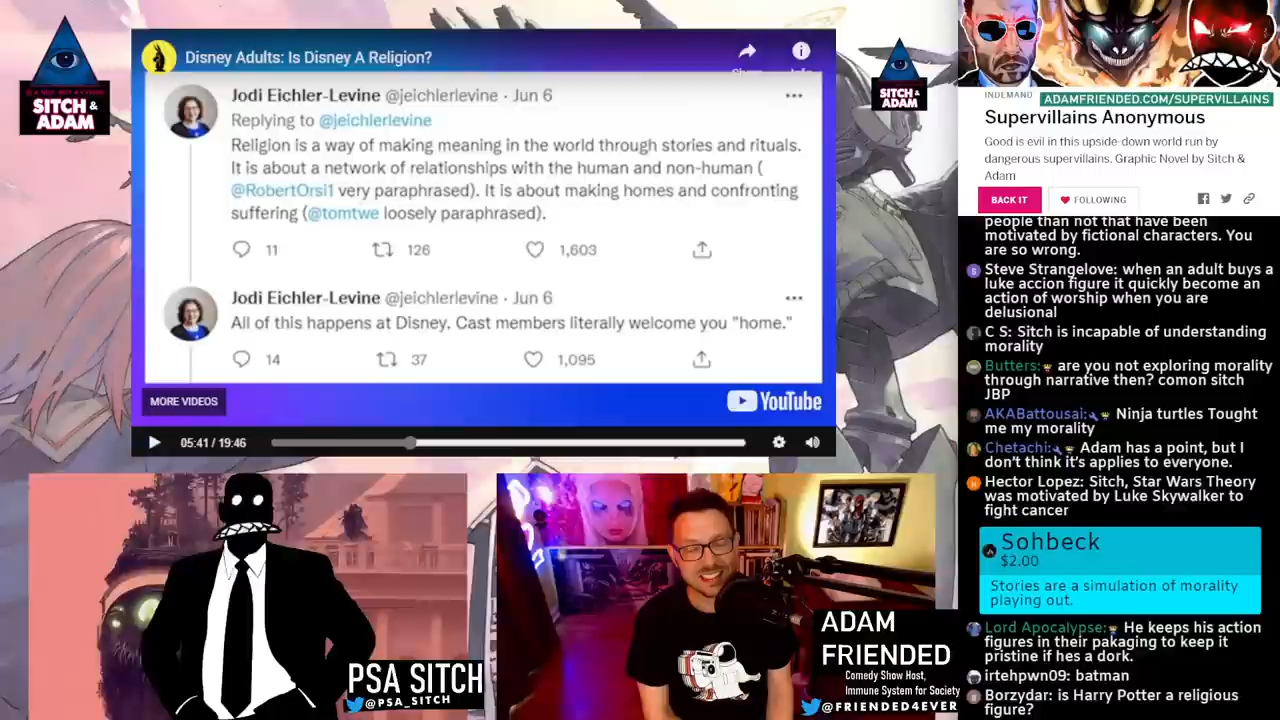 SITCH &
ADAM
Disney Adults: Is Disney A Religion?
Jodi Eichler-Levine @jeichlerlevine · Jun 6
Replying to @jeichlerlevine
Religion is a way of making meaning in the world through stories and rituals.
It is about a network of relationships with the human and non-human (
@RobertOrsi1 very paraphrased). It is about making homes and confronting
suffering (@tomtwe loosely paraphrased).
11 126 1,603
Jodi Eichler-Levine @jeichlerlevine · Jun 6
All of this happens at Disney. Cast members literally welcome you "home."
14 37 1,095
MORE VIDEOS
YouTube
05:41 / 19:46
SITCH &
ADAM
INDEMAND
ADAMFRIENDED.COM/SUPERVILLAINS
Supervillains Anonymous
Good is evil in this upside-down world run by
dangerous supervillains. Graphic Novel by Sitch &
Adam
BACK IT
FOLLOWING
people than not that have been
motivated by fictional characters. You
are so wrong.
Steve Strangelove: when an adult buys a
luke accion figure it quickly become an
action of worship when you are
delusional
C S: Sitch is incapable of understanding
morality
Butters: are you not exploring morality
through narrative then? comon sitch
JBP
AKABattousai: Ninja turtles Tought
me my morality
Chetachi: Adam has a point, but I
don't think it's applies to everyone.
Hector Lopez: Sitch, Star Wars Theory
was motivated by Luke Skywalker to
fight cancer
Sohbeck
$2.00
Stories are a simulation of morality
playing out.
Lord Apocalypse: He keeps his action
figures in their pakaging to keep it
pristine if hes a dork.
irtehpwn09: batman
Borzydar: is Harry Potter a religious
figure?
PSA SITCH
@PSA_SITCH
ADAM
FRIENDED
Comedy Show Host,
Immune System for Society
@FRIENDED4EVER